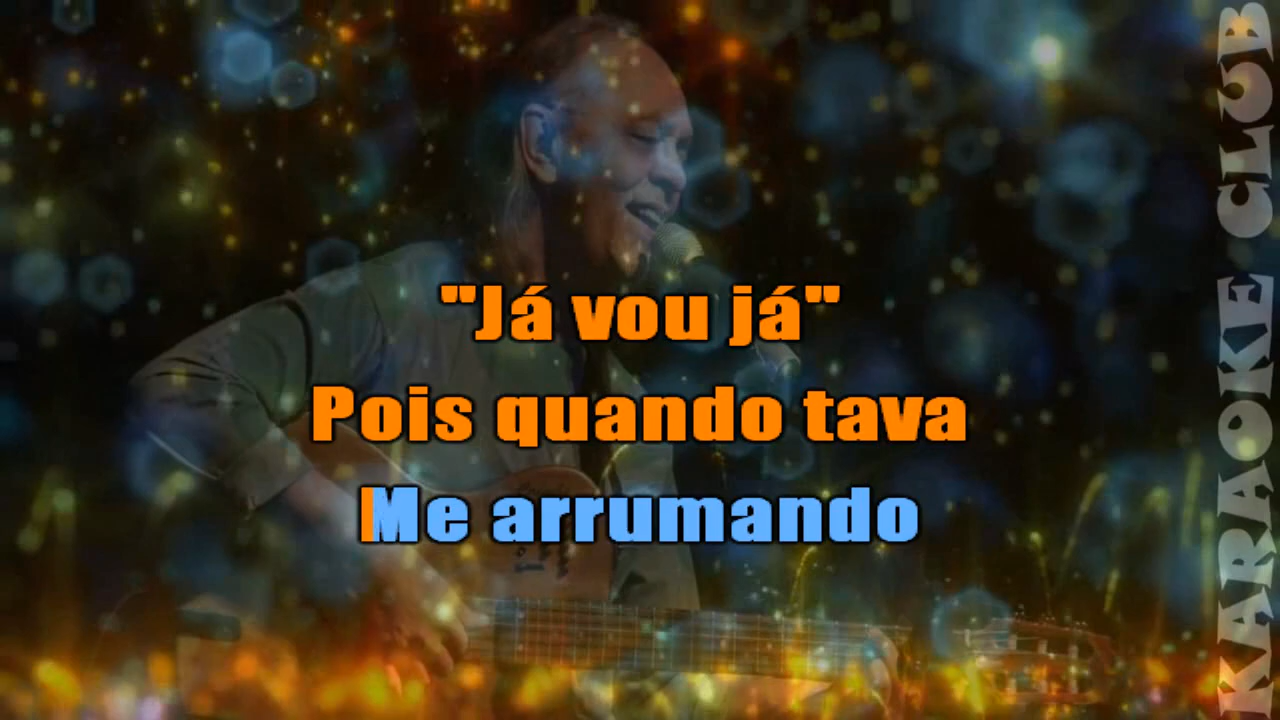 "Já vou já"
Pois quando tava
Me arrumando
KARAOKE CLUB